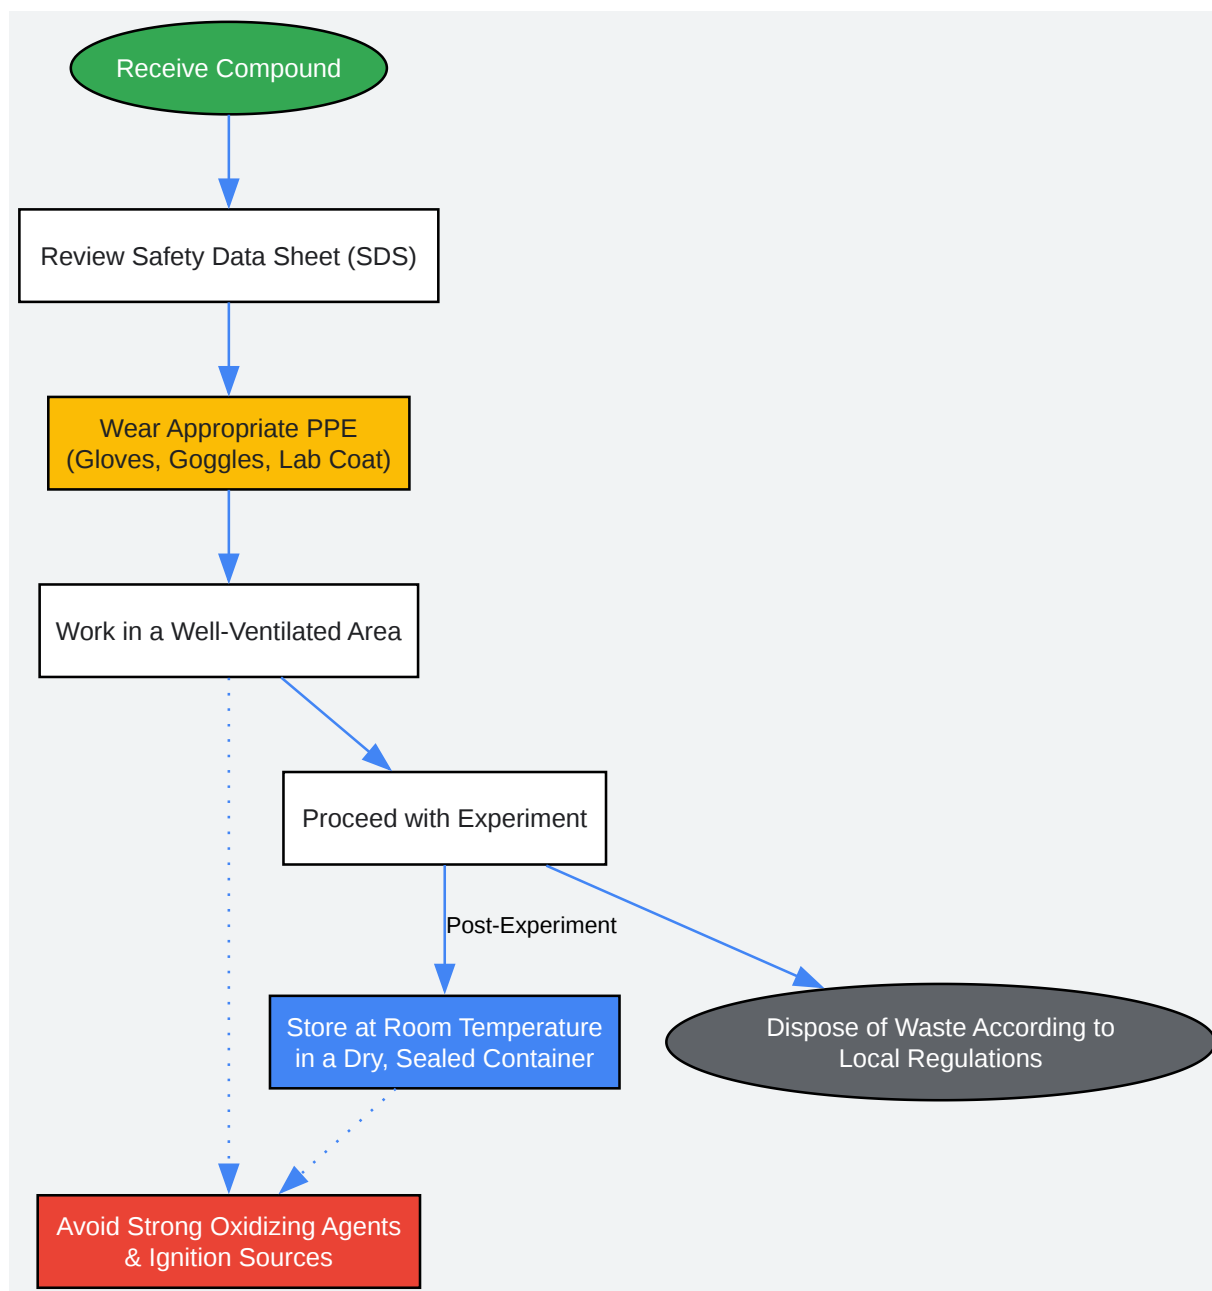 Receive Compound
Review Safety Data Sheet (SDS)
Wear Appropriate PPE
(Gloves, Goggles, Lab Coat)
Work in a Well-Ventilated Area
Proceed with Experiment
Post-Experiment
Store at Room Temperature
in a Dry, Sealed Container
Dispose of Waste According to
Local Regulations
Avoid Strong Oxidizing Agents
& Ignition Sources